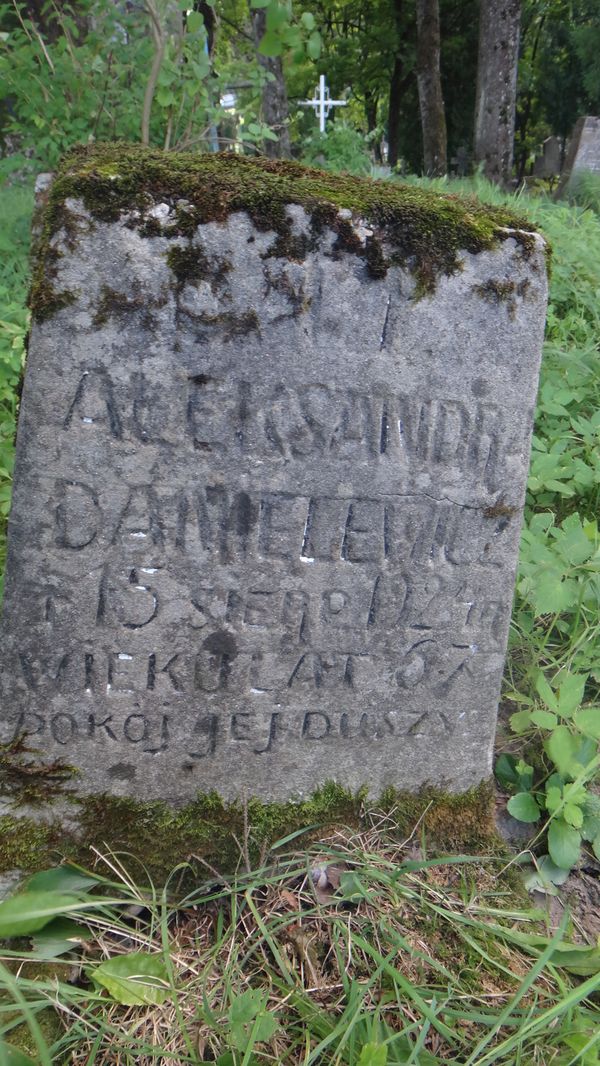 ALEKSANDRA
DANIELEWICZ
† 15 SIERP 1924 R
WIEKU LAT 67
POKÓJ JEJ DUSZY